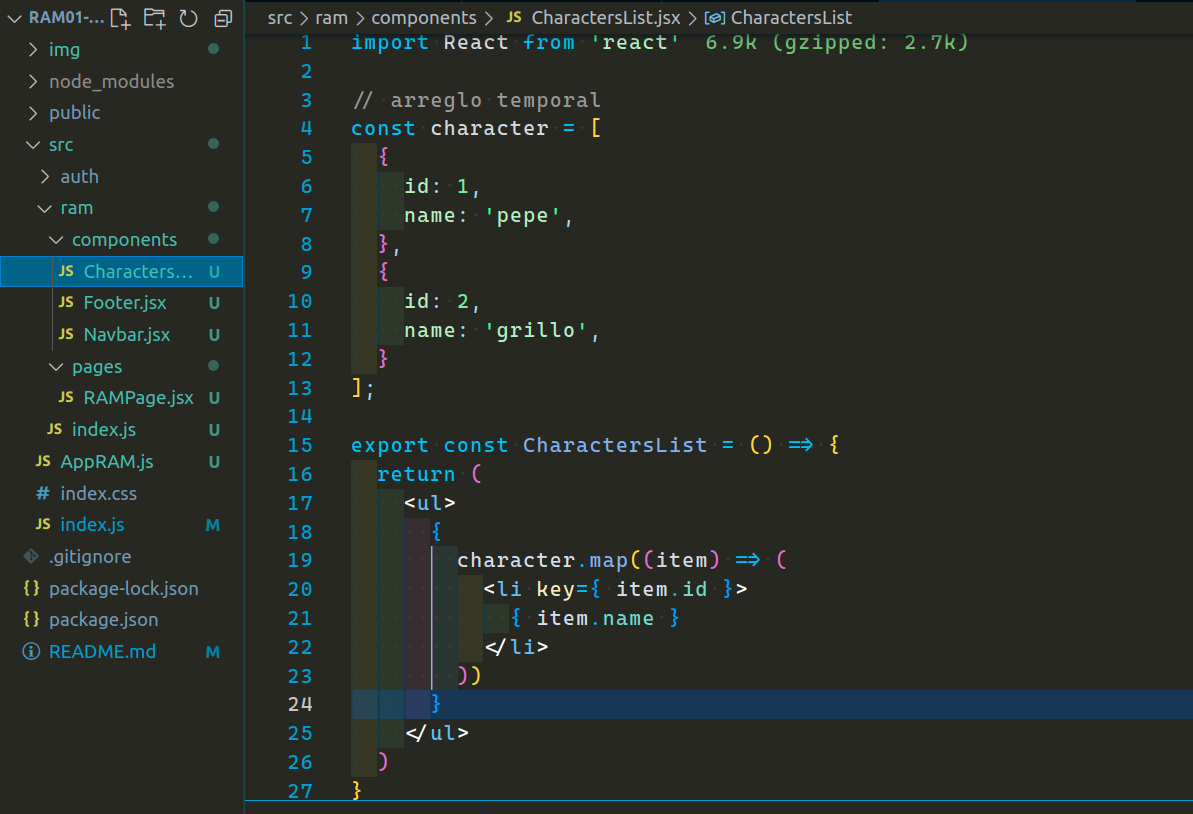 RAM01-...
img
node_modules
public
src
auth
ram
components
JS Characters... U
JS Footer.jsx U
JS Navbar.jsx U
pages
JS RAMPage.jsx U
JS index.js U
JS AppRAM.js U
# index.css
JS index.js M
.gitignore
{} package-lock.json
{} package.json
README.md M
src > ram > components > JS CharactersList.jsx > CharactersList
1 import React from 'react' 6.9k (gzipped: 2.7k)
2
3 // arreglo temporal
4 const character = [
5 {
6 id: 1,
7 name: 'pepe',
8 },
9 {
10 id: 2,
11 name: 'grillo',
12 }
13 ];
14
15 export const CharactersList = () => {
16 return (
17 <ul>
18 {
19 character.map((item) => (
20 <li key={ item.id }>
21 { item.name }
22 </li>
23 ))
24 }
25 </ul>
26 )
27 }